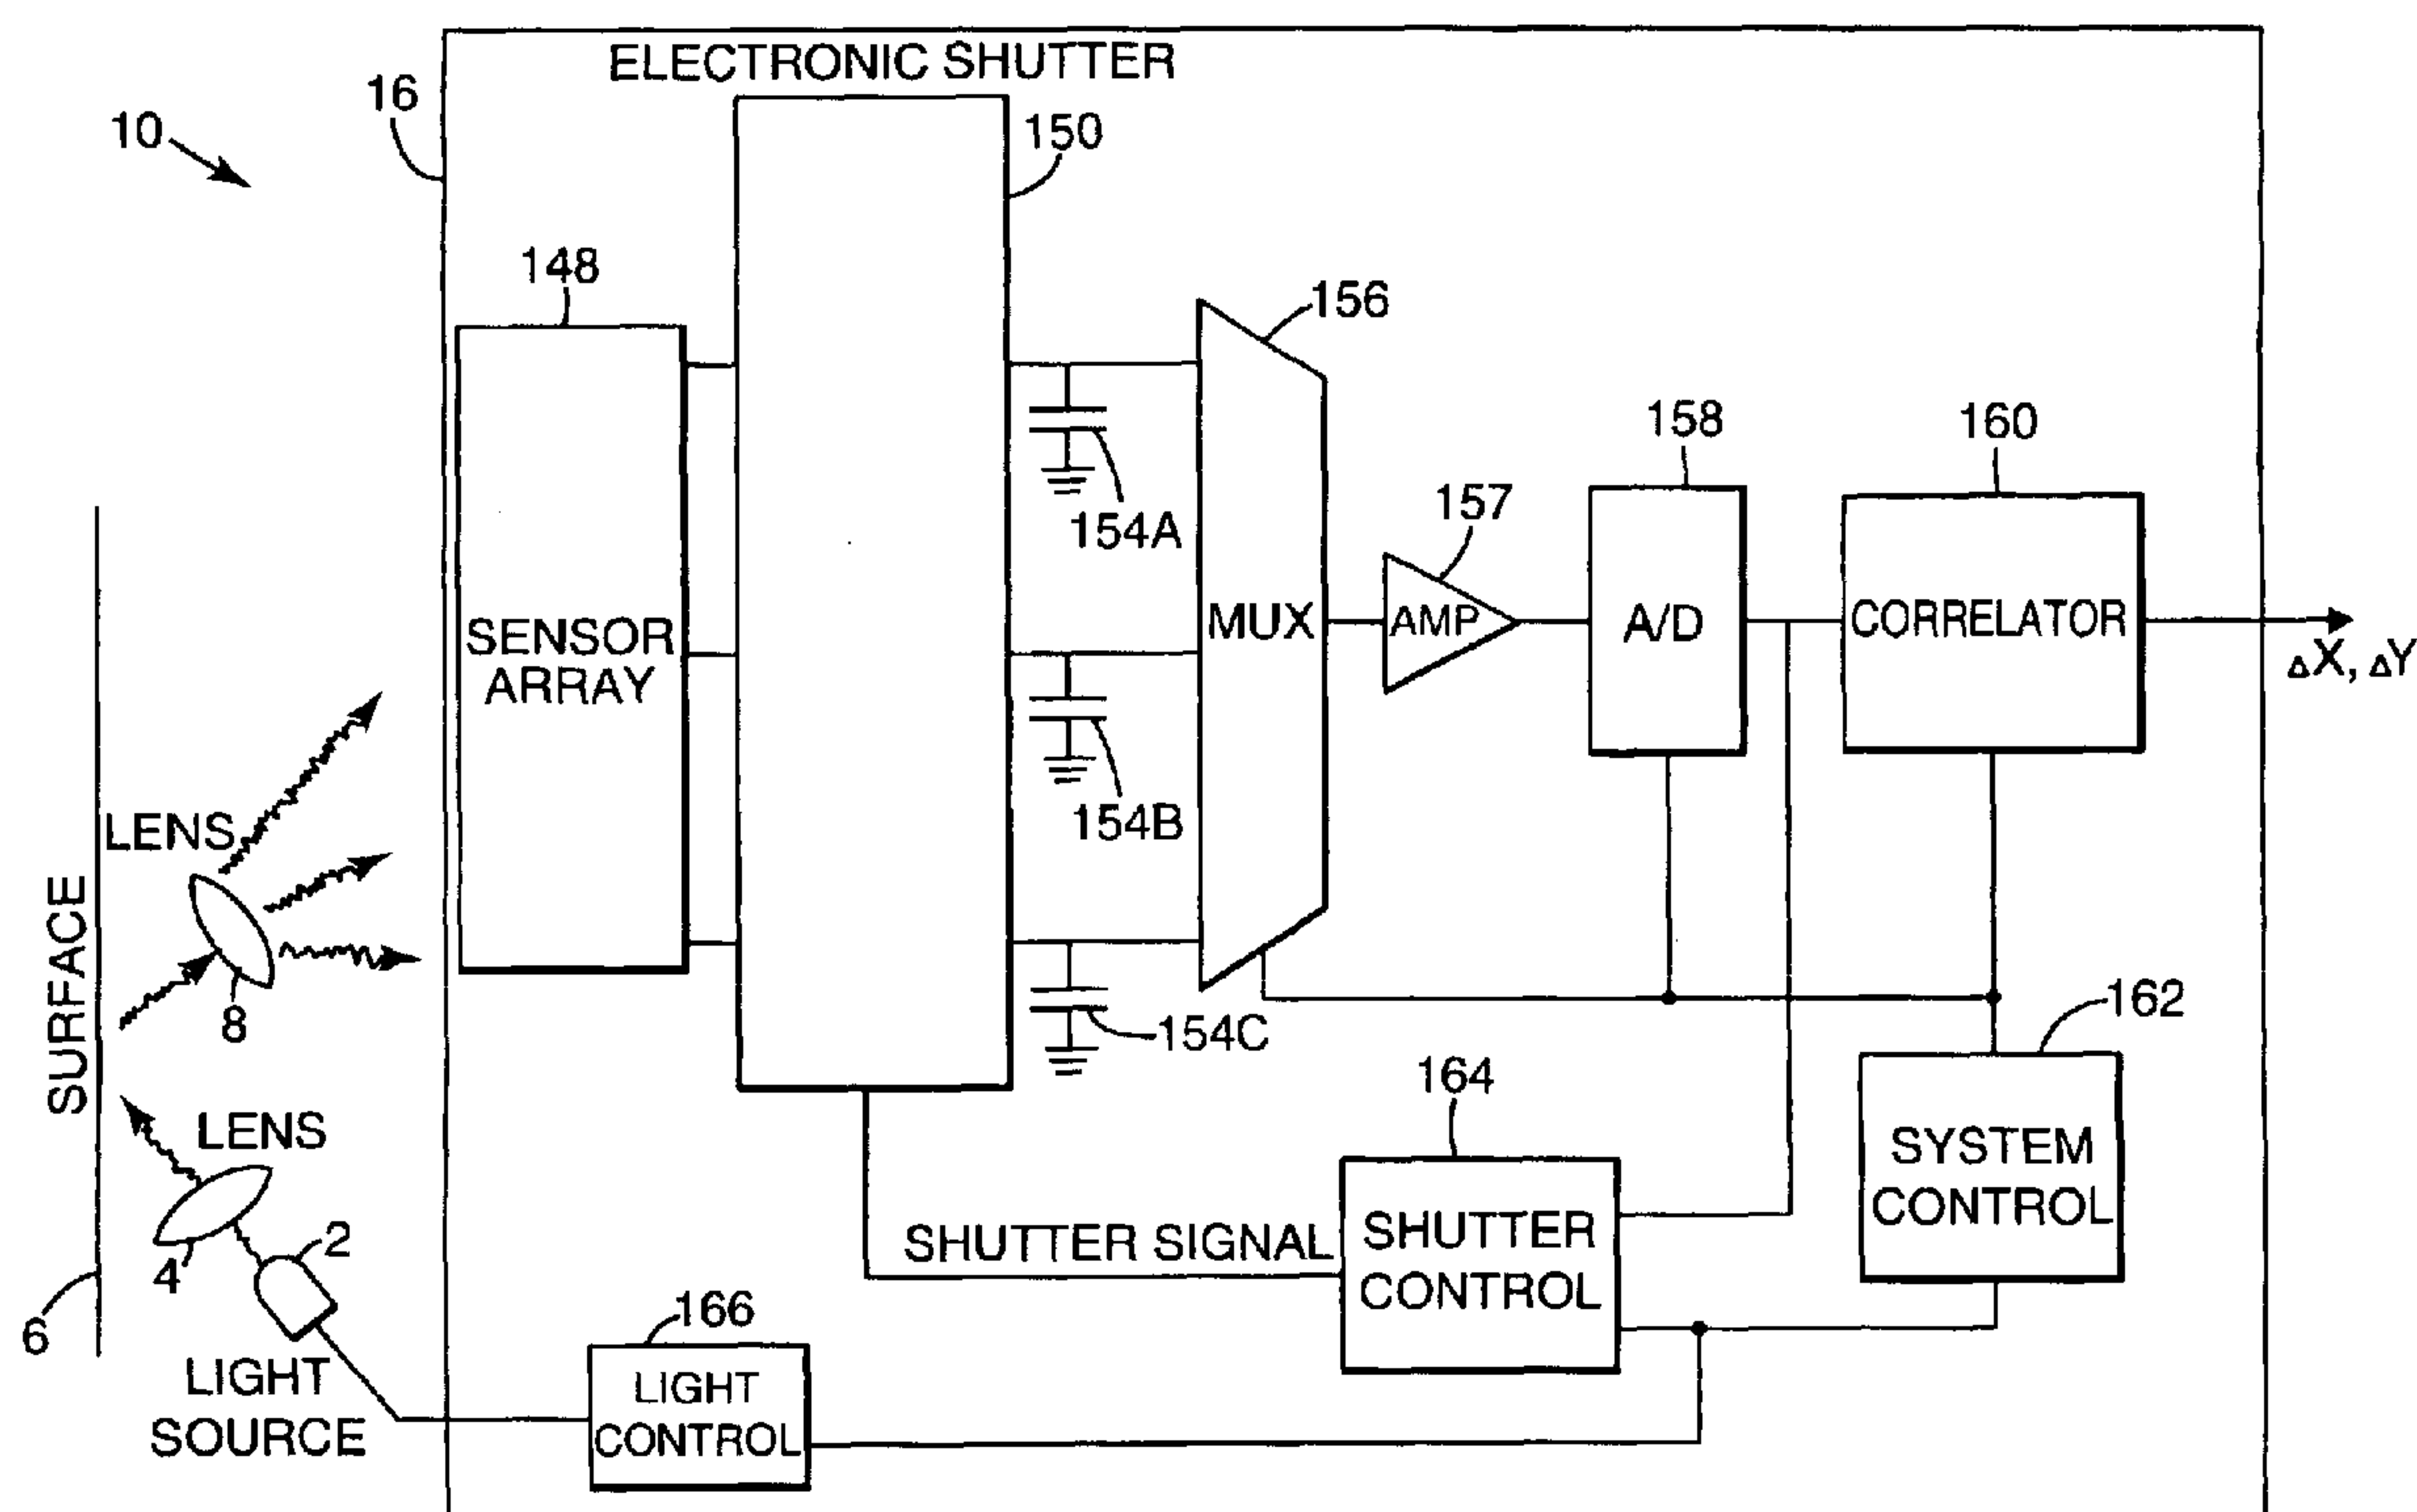 ELECTRONIC SHUTTER
16
10
150
148
156
154A
158
160
157
SENSOR
ARRAY
MUX
AMP
A/D
CORRELATOR
ΔX, ΔY
LENS
154B
SURFACE
8
154C
162
LENS
164
SYSTEM
CONTROL
2
4
SHUTTER SIGNAL
SHUTTER
CONTROL
6
166
LIGHT
SOURCE
LIGHT
CONTROL